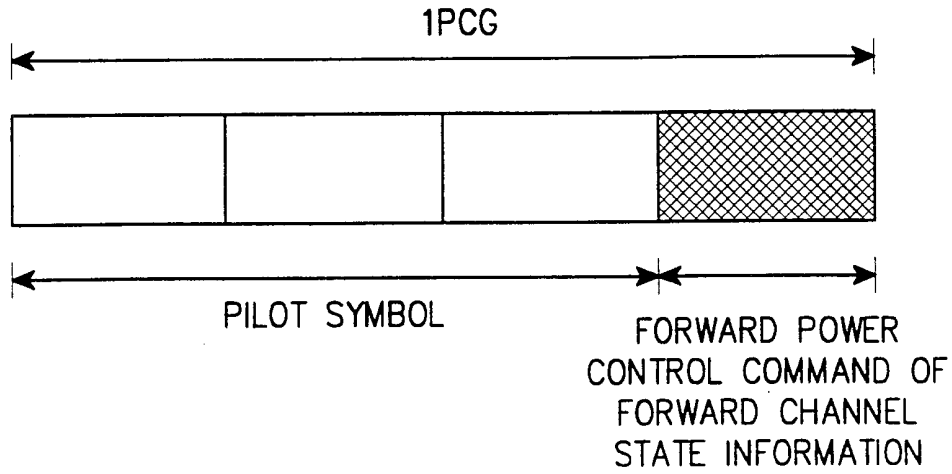 1PCG
PILOT SYMBOL
FORWARD POWER
CONTROL COMMAND OF
FORWARD CHANNEL
STATE INFORMATION